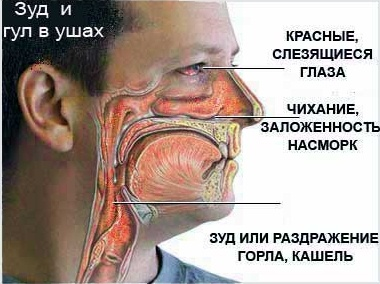 Зуд и
гул в ушах
КРАСНЫЕ,
СЛЕЗЯЩИЕСЯ
ГЛАЗА
ЧИХАНИЕ,
ЗАЛОЖЕННОСТЬ
НАСМОРК
ЗУД ИЛИ РАЗДРАЖЕНИЕ
ГОРЛА, КАШЕЛЬ